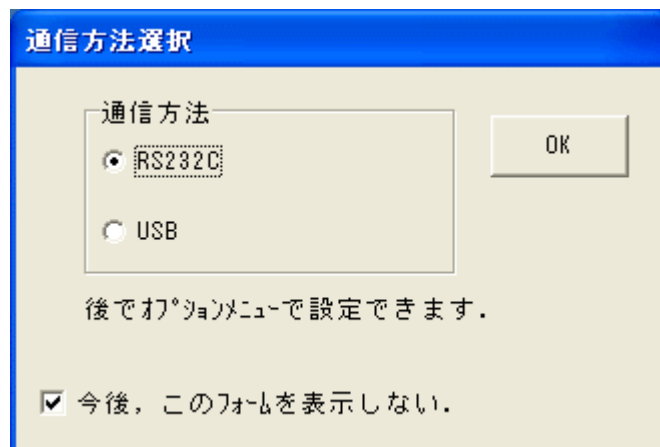 通信方法選択
通信方法
RS232C
OK
USB
後でｵﾌﾟｼｮﾝﾒﾆｭｰで設定できます．
今後，このﾌｫｰﾑを表示しない．